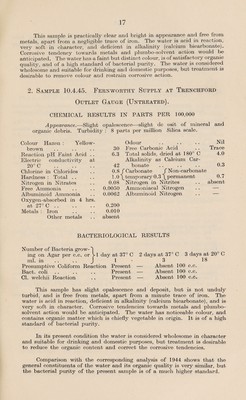 17
This sample is practically clear and bright in appearance and free from
metals, apart from a negligible trace of iron. The water is acid in reaction,
very soft in character, and deficient in alkalinity (calcium bicarbonate).
Corrosive tendency towards metals and plumbo-solvent action would be
anticipated. The water has a faint but distinct colour, is of satisfactory organic
quality, and of a high standard of bacterial purity. The water is considered
wholesome and suitable for drinking and domestic purposes, but treatment is
desirable to remove colour and contain corrosive action.
2. Sample 10.4.45. Fernworthy Supply at Trenchford
Outlet Gauge (Untreated).
CHEMICAL RESULTS IN PARTS PER 100,000
Appearance.—Slight opalescence—slight deposit of mineral and
organic debris. Turbidity: 8 parts per million Silica scale.
Colour Hazen: Yellow-
brown 30
Reaction pH Faint Acid .. 6.3
Electric conductivity at
20° C 42
Chlorine in Chlorides .. 0.8
Hardness: Total .. .. 1.0
Nitrogen in Nitrates .. 0.08
Free Ammonia .. .. 0.0000
Albuminoid Ammonia .. 0.0062
Oxygen-absorbed in 4 hrs.
at 27° C .. .. .. 0.200
Metals: Iron .. .. 0.010
Other metals absent
Odour .. .. .. Nil
Free Carbonic Acid .. Trace
Total solids, dried at 180° C 4.0
Alkalinity as Calcium Car-
bonate .. .. .. 0.3
Carbonate / Non-carbonate
temporary 0.3 permanent 0.7
Nitrogen in Nitrites .. absent
Ammoniacal Nitrogen .. —
Albuminoid Nitrogen .. —
BACTERIOLOGICAL RESULTS
Number of Bacteria grow-
ing on Agar per c.c. or
ml. in
1 day at 37° C 2 days at 37° C 3 days at 20° C
1 3 18
Presumptive Coliform Reaction Present — Absent 100 c.c.
Bact. coli .. .. .. Present — Absent 100 c.c.
Cl. welchii Reaction .. Present — Absent 100 c.c.
This sample has slight opalescence and deposit, but is not unduly
turbid, and is free from metals, apart from a minute trace of iron. The
water is acid in reaction, deficient in alkalinity (calcium bicarbonate), and is
very soft in character. Corrosive tendencies towards metals and plumbo-
solvent action would be anticipated. The water has noticeable colour, and
contains organic matter which is chiefly vegetable in origin. It is of a high
standard of bacterial purity.
In its present condition the water is considered wholesome in character
and suitable for drinking and domestic purposes, but treatment is desirable
to reduce the organic content and correct the corrosive tendencies.
Comparison with the corresponding analysis of 1944 shews that the
general constituents of the water and its organic quality is very similar, but
the bacterial purity of the present sample is of a much higher standard.